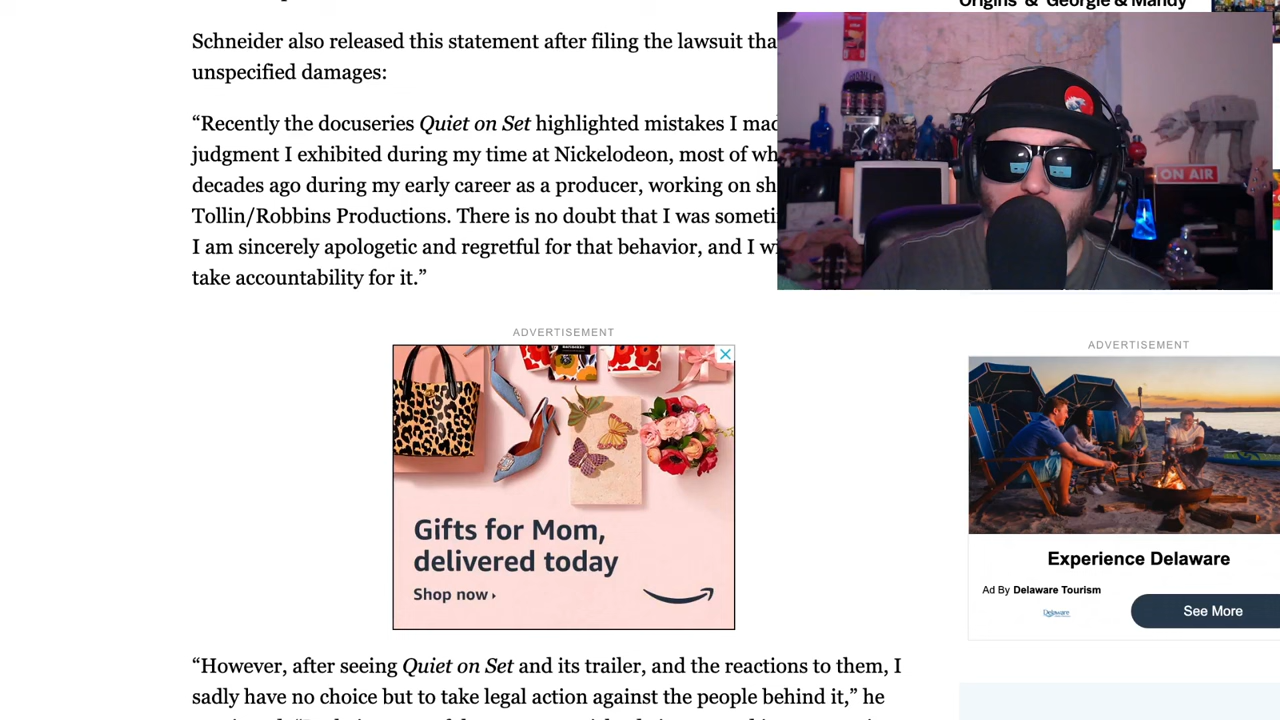 Origins' & 'Georgie & Mandy'
Schneider also released this statement after filing the lawsuit tha
unspecified damages:
“Recently the docuseries Quiet on Set highlighted mistakes I mad
judgment I exhibited during my time at Nickelodeon, most of wh
decades ago during my early career as a producer, working on sh
Tollin/Robbins Productions. There is no doubt that I was someti
I am sincerely apologetic and regretful for that behavior, and I wi
take accountability for it.”
ON AIR
ADVERTISEMENT
Gifts for Mom,
delivered today
Shop now ›
ADVERTISEMENT
Experience Delaware
Ad By Delaware Tourism
Delaware
See More
“However, after seeing Quiet on Set and its trailer, and the reactions to them, I
sadly have no choice but to take legal action against the people behind it,” he